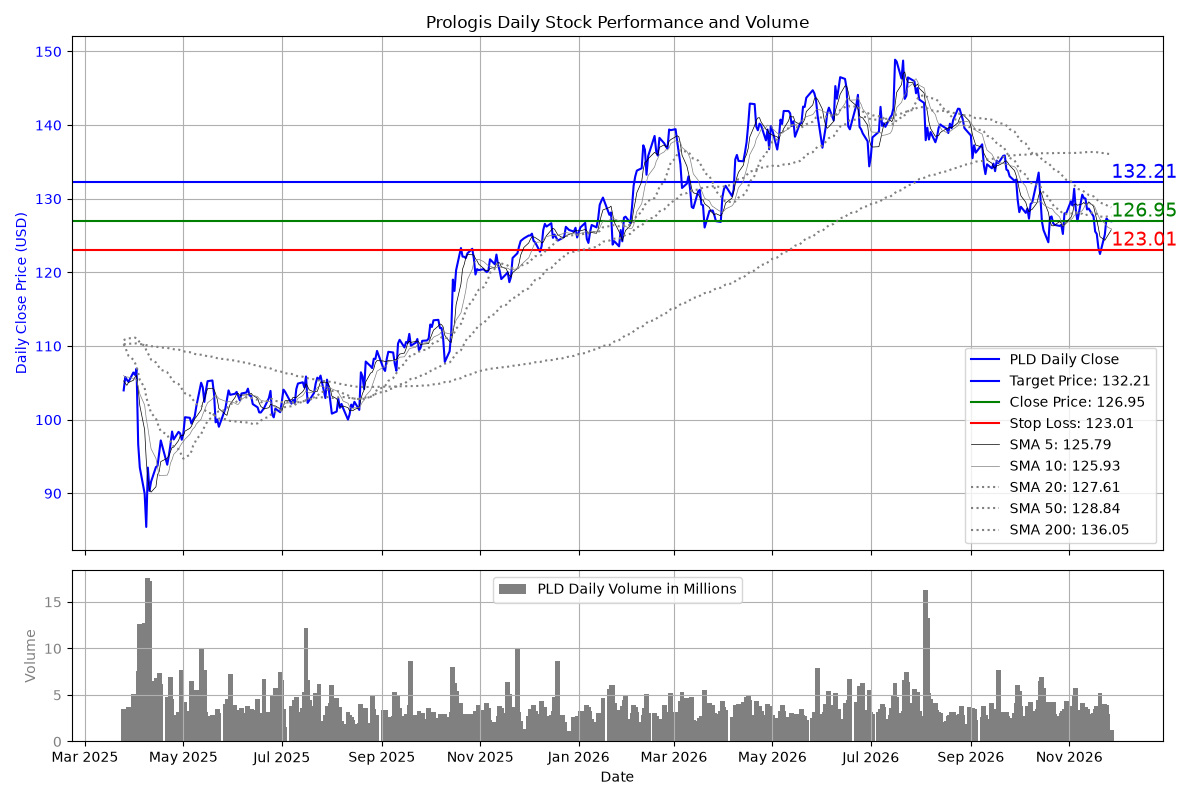 Prologis Daily Stock Performance and Volume
150
140
130
120
110
100
90
Daily Close Price (USD)
132.21
126.95
123.01
PLD Daily Close
Target Price: 132.21
Close Price: 126.95
Stop Loss: 123.01
SMA 5: 125.79
SMA 10: 125.93
SMA 20: 127.61
SMA 50: 128.84
SMA 200: 136.05
PLD Daily Volume in Millions
15
10
5
0
Volume
Mar 2025
May 2025
Jul 2025
Sep 2025
Nov 2025
Jan 2026
Mar 2026
May 2026
Jul 2026
Sep 2026
Nov 2026
Date